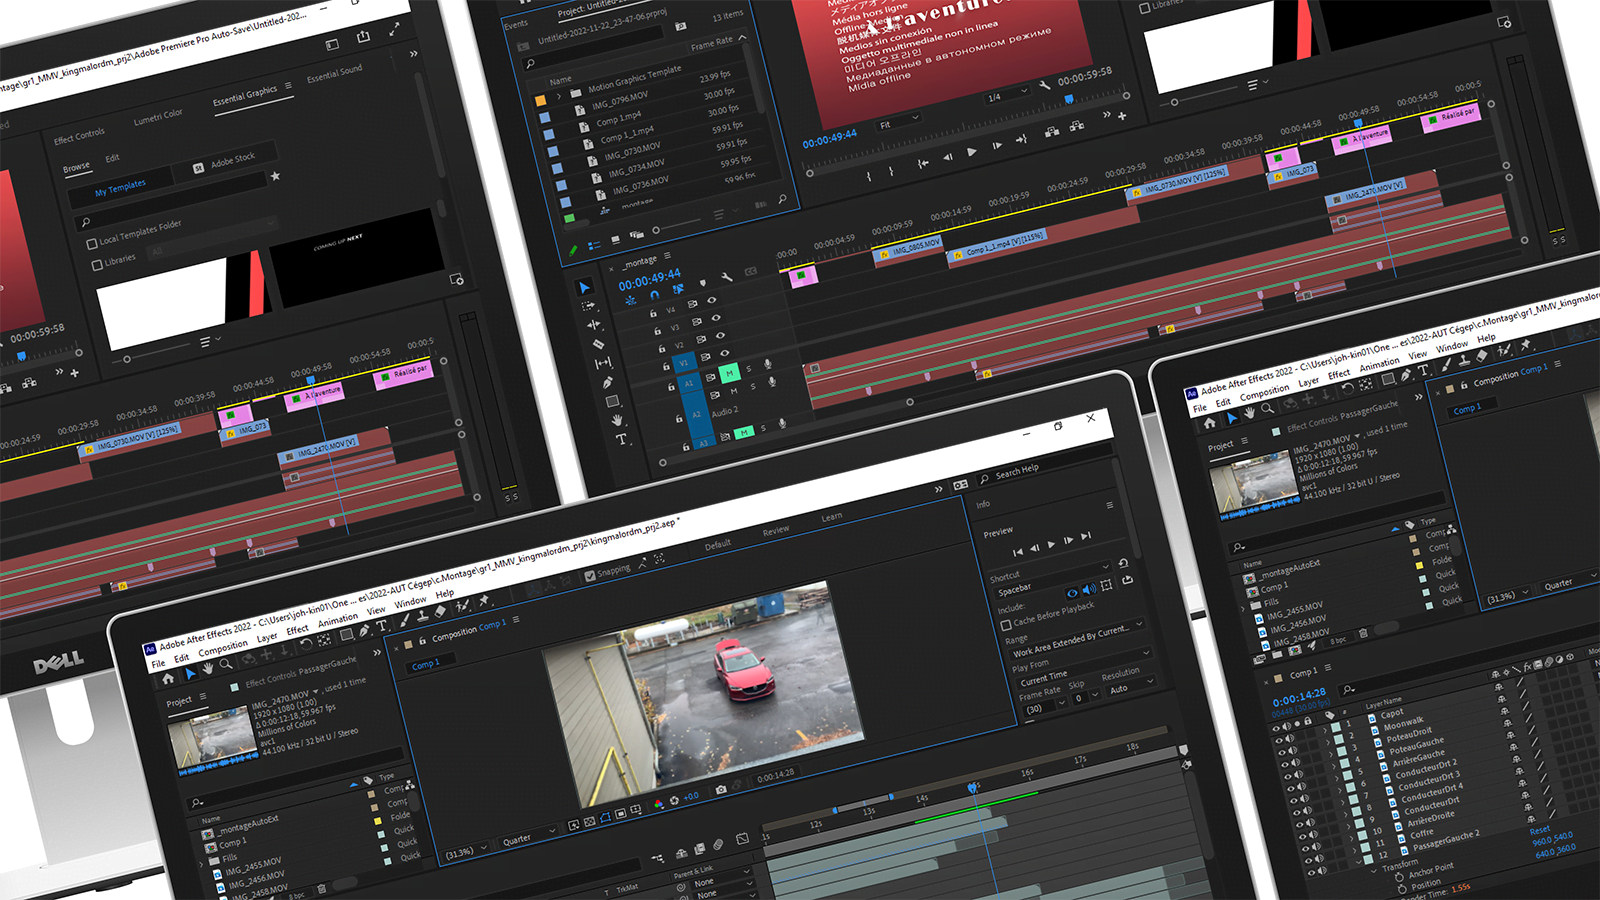 ntage\gr1_MMV_kingmalordm_prj2\Adobe Premiere Pro Auto-Save\Untitled-202...
Effect Controls
Lumetri Color
Essential Graphics
Essential Sound
Browse
Edit
My Templates
Adobe Stock
Local Templates Folder
Libraries
All
COMING UP NEXT
00:00:59:58
00:00:24:59
00:00:29:58
00:00:34:58
00:00:39:58
00:00:44:58
00:00:49:58
00:00:54:58
00:00:5
IMG_0730.MOV [V] [125%]
IMG_073
À l'aventure
Réalisé par
IMG_2470.MOV [V]
S S
DELL
Events
Project: Untitled-202
Untitled-2022-11-22_23-47-06.prproj
13 items
Name
Frame Rate
Motion Graphics Template
IMG_0796.MOV
23.99 fps
Comp 1.mp4
30.00 fps
Comp 1_1.mp4
30.00 fps
IMG_0730.MOV
59.91 fps
IMG_0734.MOV
59.91 fps
IMG_0736.MOV
59.95 fps
_montage
59.96 fps
Média hors ligne
Medios sin conexión
Oggetto multimediale non in linea
미디어 오프라인
Медиаданные в автономном режиме
Mídia offline
À l'aventure
00:00:49:44
Fit
1/4
00:00:59:58
Libraries
_montage
00:00:49:44
:00:00
00:00:04:59
00:00:09:59
00:00:14:59
00:00:19:59
00:00:24:59
00:00:29:58
00:00:34:58
00:00:39:58
00:00:44:58
00:00:49:58
00:00:54:58
00:00:5
V4
V3
V2
V1
A1
M
S
A2
Audio 2
M
S
A3
M
S
IMG_0805.MOV
Comp 1_1.mp4 [V] [115%]
IMG_0730.MOV [V] [125%]
IMG_073
À l'aventure
Réalisé par
IMG_2470.MOV [V]
S S
Adobe After Effects 2022 - C:\Users\joh-kin01\One ... es\2022-AUT Cégep\c.Montage\gr1_MMV_kingmalordm_prj2\kingmalordm_prj2.aep *
File Edit Composition Layer Effect Animation View Window Help
Snapping
Default
Review
Learn
Search Help
Project
Effect Controls PassagerGauche
IMG_2470.MOV , used 1 time
1920 x 1080 (1.00)
Δ 0:00:12:18, 59.967 fps
Millions of Colors
avc1
44.100 kHz / 32 bit U / Stereo
Name
Type
_montageAutoExt
Comp
Comp 1
Comp
Fills
Folde
IMG_2455.MOV
Quick
IMG_2456.MOV
Quick
IMG_2458.MOV
Quick
8 bpc
Composition Comp 1
Comp 1
(31.3%)
Quarter
+0.0
0:00:14:28
Info
Preview
Shortcut
Spacebar
Include:
Cache Before Playback
Range
Work Area Extended By Current...
Play From
Current Time
Frame Rate
Skip
Resolution
(30)
0
Auto
12s
13s
14s
16s
17s
18s
T TrkMat
Parent & Link
None
None
Adobe After Effects 2022 - C:\Users\joh-kin01\One ... es\2022-AUT Cégep\c.Montage\gr1_MMV_kingmalor
File Edit Composition Layer Effect Animation View Window Help
Project
Effect Controls PassagerGauche
IMG_2470.MOV , used 1 time
1920 x 1080 (1.00)
Δ 0:00:12:18, 59.967 fps
Millions of Colors
avc1
44.100 kHz / 32 bit U / Stereo
Composition Comp 1
Comp 1
Name
Type
_montageAutoExt
Comp
Comp 1
Comp
Fills
Folde
IMG_2455.MOV
Quick
IMG_2456.MOV
Quick
IMG_2458.MOV
Quick
8 bpc
(31.3%)
Quarter
Comp 1
0:00:14:28
00448 (30.00 fps)
Layer Name
1 Capot
2 Moonwalk
3 PoteauDroit
4 PoteauGauche
5 ArrièreGauche
6 ConducteurDrt 2
7 ConducteurDrt 3
8 ConducteurDrt 4
9 ConducteurDrt
10 ArrièreDroite
11 Coffre
12 PassagerGauche 2
Transform
Reset
Anchor Point
960.0,540.0
Position
640.0,360.0
Render Time: 1.55s